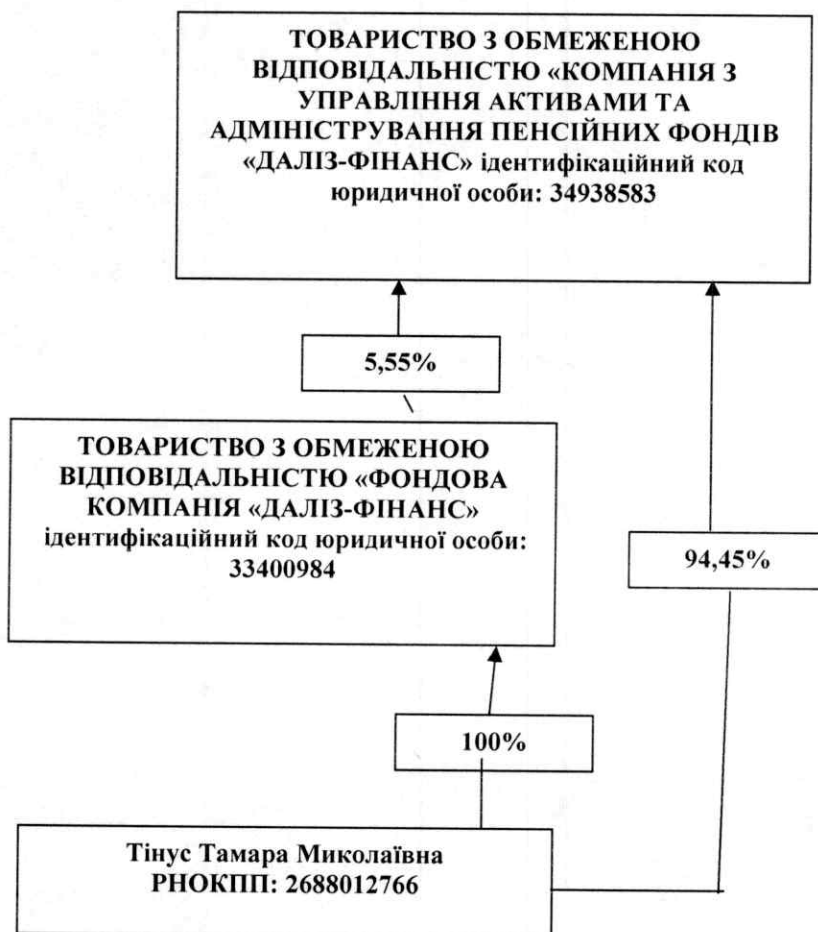 ТОВАРИСТВО З ОБМЕЖЕНОЮ
ВІДПОВІДАЛЬНІСТЮ «КОМПАНІЯ З
УПРАВЛІННЯ АКТИВАМИ ТА
АДМІНІСТРУВАННЯ ПЕНСІЙНИХ ФОНДІВ
«ДАЛІЗ-ФІНАНС» ідентифікаційний код
юридичної особи: 34938583
5,55%
ТОВАРИСТВО З ОБМЕЖЕНОЮ
ВІДПОВІДАЛЬНІСТЮ «ФОНДОВА
КОМПАНІЯ «ДАЛІЗ-ФІНАНС»
ідентифікаційний код юридичної особи:
33400984
94,45%
100%
Тінус Тамара Миколаївна
РНОКПП: 2688012766